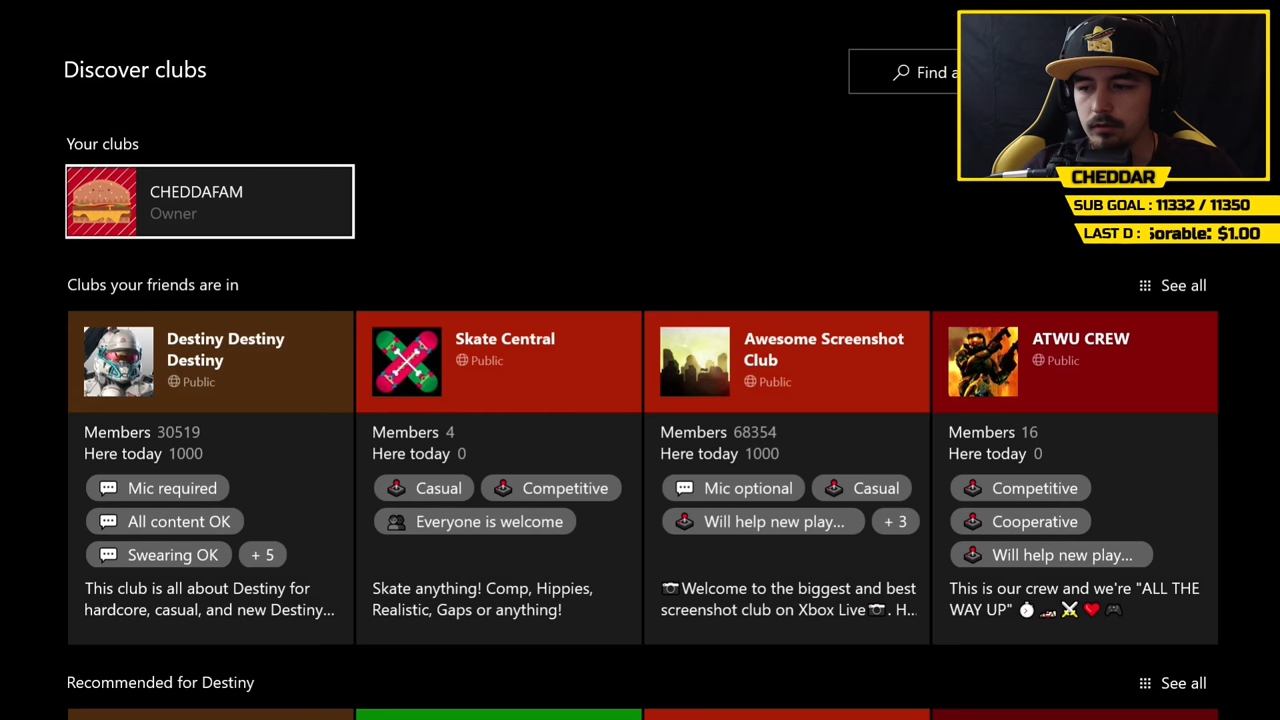 Discover clubs
Find a
CHEDDAR
SUB GOAL : 11332 / 11350
LAST D : Sorable: $1.00
Your clubs
CHEDDAFAM
Owner
Clubs your friends are in
See all
Destiny Destiny
Destiny
Public
Members 30519
Here today 1000
Mic required
All content OK
Swearing OK
+ 5
This club is all about Destiny for
hardcore, casual, and new Destiny...
Skate Central
Public
Members 4
Here today 0
Casual
Competitive
Everyone is welcome
Skate anything! Comp, Hippies,
Realistic, Gaps or anything!
Awesome Screenshot
Club
Public
Members 68354
Here today 1000
Mic optional
Casual
Will help new play...
+ 3
Welcome to the biggest and best
screenshot club on Xbox Live. H...
ATWU CREW
Public
Members 16
Here today 0
Competitive
Cooperative
Will help new play...
This is our crew and we're "ALL THE
WAY UP"
Recommended for Destiny
See all